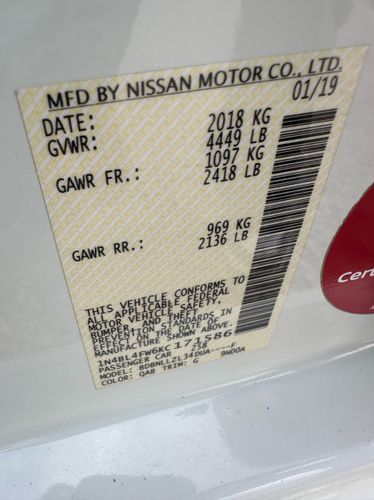 MFD BY NISSAN MOTOR CO., LTD.
DATE: 01/19
GVWR: 2018 KG
4449 LB
GAWR FR.: 1097 KG
2418 LB
GAWR RR.: 969 KG
2136 LB
THIS VEHICLE CONFORMS TO
ALL APPLICABLE FEDERAL
MOTOR VEHICLE SAFETY,
BUMPER AND THEFT
PREVENTION STANDARDS
IN EFFECT ON THE DATE OF
MANUFACTURE SHOWN ABOVE.
1N4BL4FW6KC171586
PASSENGER CAR
MODEL: F
COLOR: QAB TRIM: G
Cert